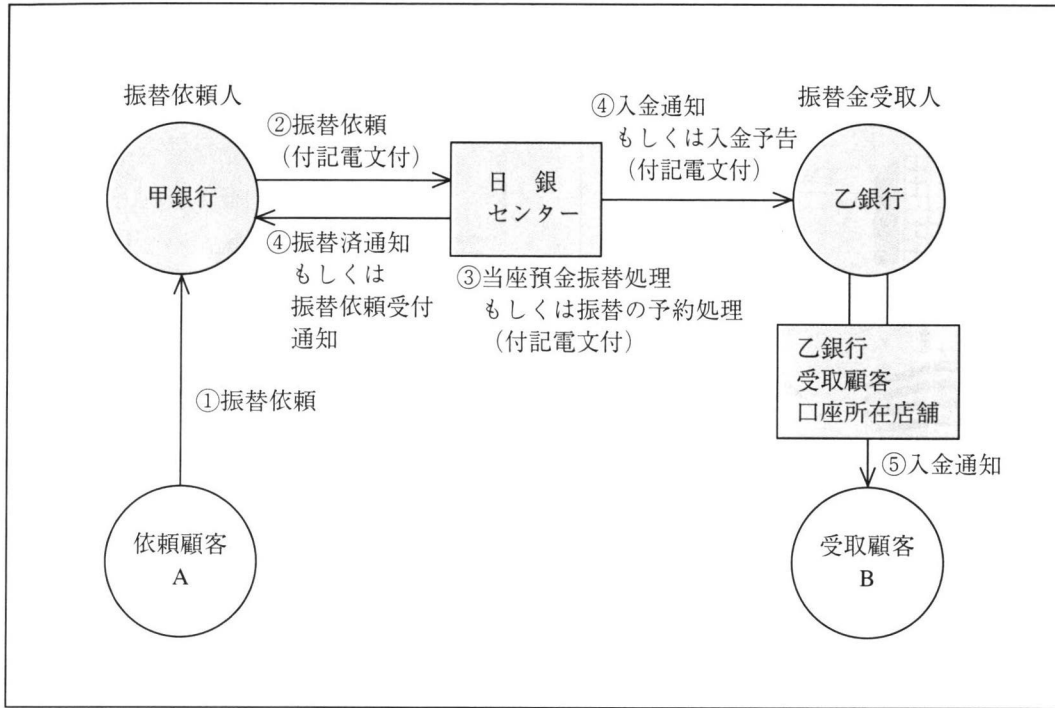 振替依頼人
甲銀行
②振替依頼
（付記電文付）
日　銀
センター
④入金通知
もしくは入金予告
（付記電文付）
振替金受取人
乙銀行
④振替済通知
もしくは
振替依頼受付
通知
③当座預金振替処理
もしくは振替の予約処理
（付記電文付）
乙銀行
受取顧客
口座所在店舗
①振替依頼
⑤入金通知
依頼顧客
A
受取顧客
B